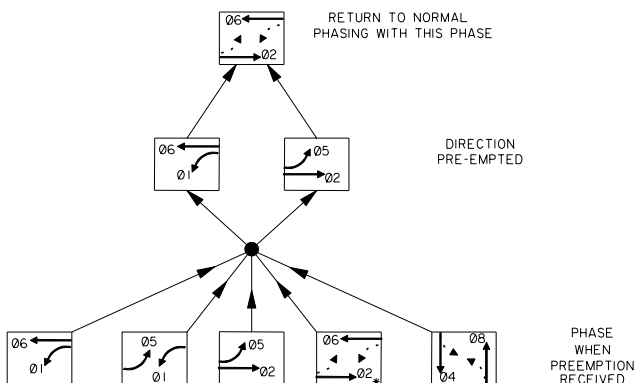 Ø6
Ø2
RETURN TO NORMAL
PHASING WITH THIS PHASE
Ø6
Ø1
Ø5
Ø2
DIRECTION
PRE-EMPTED
Ø6
Ø1
Ø5
Ø1
Ø5
Ø2
Ø6
Ø2*
Ø8
Ø4
PHASE
WHEN
PREEMPTION
RECEIVED